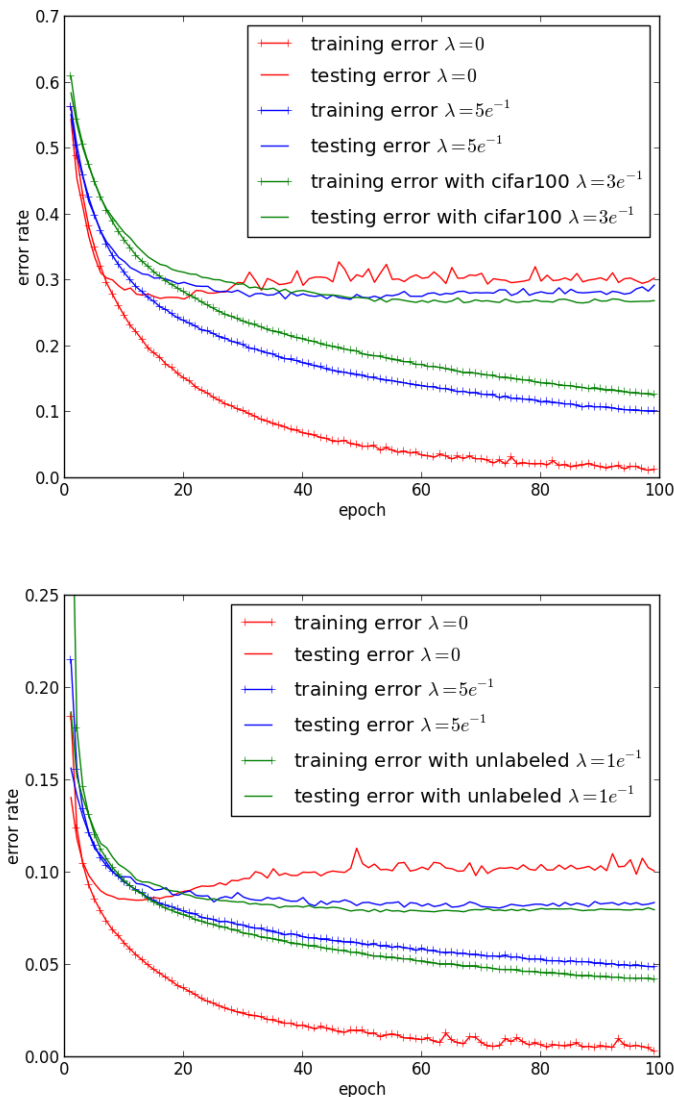 0.7
0.6
0.5
0.4
0.3
0.2
0.1
0.0
error rate
training error λ=0
testing error λ=0
training error λ=5e⁻¹
testing error λ=5e⁻¹
training error with cifar100 λ=3e⁻¹
testing error with cifar100 λ=3e⁻¹
0 20 40 60 80 100
epoch
0.25
0.20
0.15
0.10
0.05
0.00
error rate
training error λ=0
testing error λ=0
training error λ=5e⁻¹
testing error λ=5e⁻¹
training error with unlabeled λ=1e⁻¹
testing error with unlabeled λ=1e⁻¹
0 20 40 60 80 100
epoch